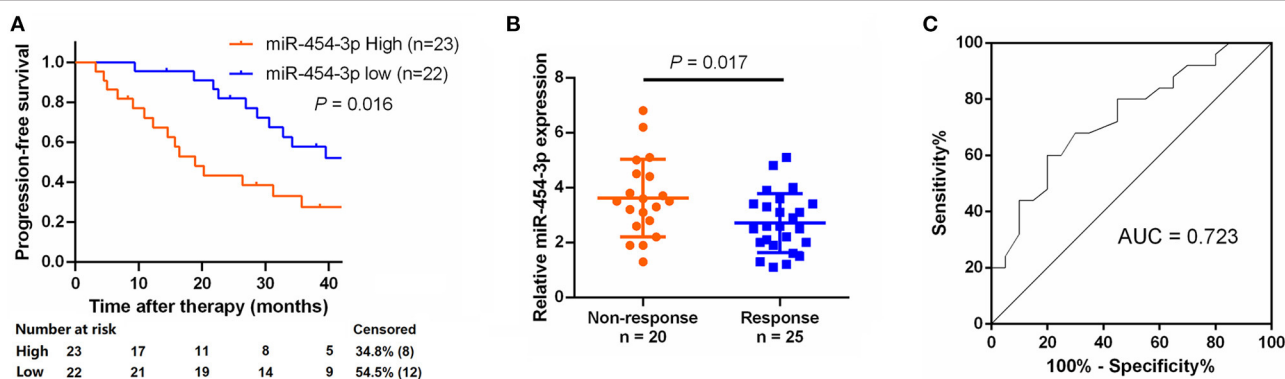 A
Progression-free survival
1.0
0.8
0.6
0.4
0.2
0.0
0 10 20 30 40
Time after therapy (months)
miR-454-3p High (n=23)
miR-454-3p low (n=22)
P = 0.016
Number at risk Censored
High 23 17 11 8 5 34.8% (8)
Low 22 21 19 14 9 54.5% (12)
B
Relative miR-454-3p expression
8
6
4
2
0
P = 0.017
Non-response Response
n = 20 n = 25
C
Sensitivity%
100
80
60
40
20
0
AUC = 0.723
0 20 40 60 80 100
100% - Specificity%